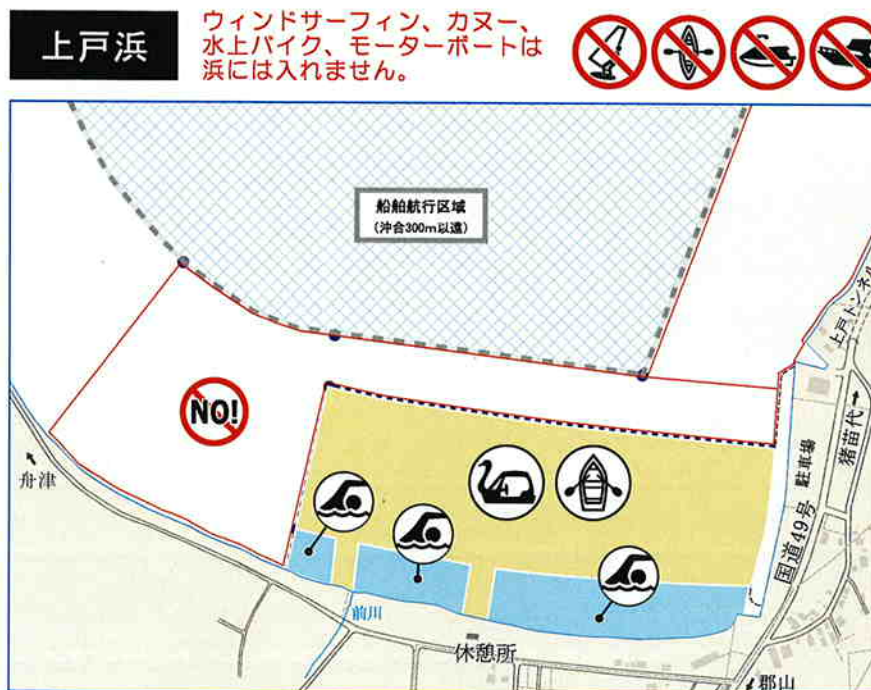 上戸浜
ウィンドサーフィン、カヌー、
水上バイク、モーターボートは
浜には入れません。
船舶航行区域
(沖合300m以遠)
上戸トンネル
NO!
猪苗代
舟津
駐車場
国道49号
前川
休憩所
郡山